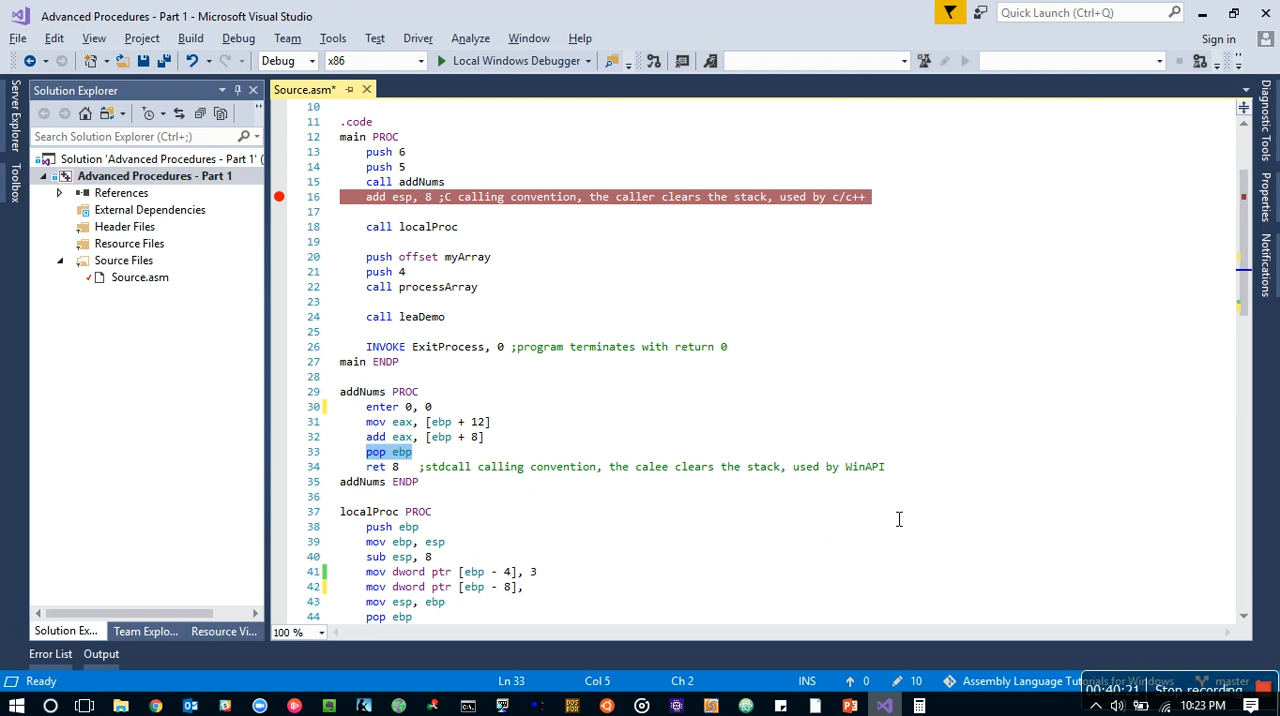 Advanced Procedures - Part 1 - Microsoft Visual Studio
Quick Launch (Ctrl+Q)
File Edit View Project Build Debug Team Tools Test Driver Analyze Window Help
Sign in
Debug x86 Local Windows Debugger
Server Explorer
Toolbox
Solution Explorer
Search Solution Explorer (Ctrl+;)
Solution 'Advanced Procedures - Part 1' (
Advanced Procedures - Part 1
References
External Dependencies
Header Files
Resource Files
Source Files
Source.asm
Solution Ex... Team Explo... Resource Vi...
Source.asm*
10
11 .code
12 main PROC
13 push 6
14 push 5
15 call addNums
16 add esp, 8 ;C calling convention, the caller clears the stack, used by c/c++
17
18 call localProc
19
20 push offset myArray
21 push 4
22 call processArray
23
24 call leaDemo
25
26 INVOKE ExitProcess, 0 ;program terminates with return 0
27 main ENDP
28
29 addNums PROC
30 enter 0, 0
31 mov eax, [ebp + 12]
32 add eax, [ebp + 8]
33 pop ebp
34 ret 8 ;stdcall calling convention, the calee clears the stack, used by WinAPI
35 addNums ENDP
36
37 localProc PROC
38 push ebp
39 mov ebp, esp
40 sub esp, 8
41 mov dword ptr [ebp - 4], 3
42 mov dword ptr [ebp - 8],
43 mov esp, ebp
44 pop ebp
100 %
Diagnostic Tools
Properties
Notifications
Error List Output
Ready Ln 33 Col 5 Ch 2 INS 0 10 Assembly Language Tutorials for Windows master
00:40:21 Stop recording
10:23 PM